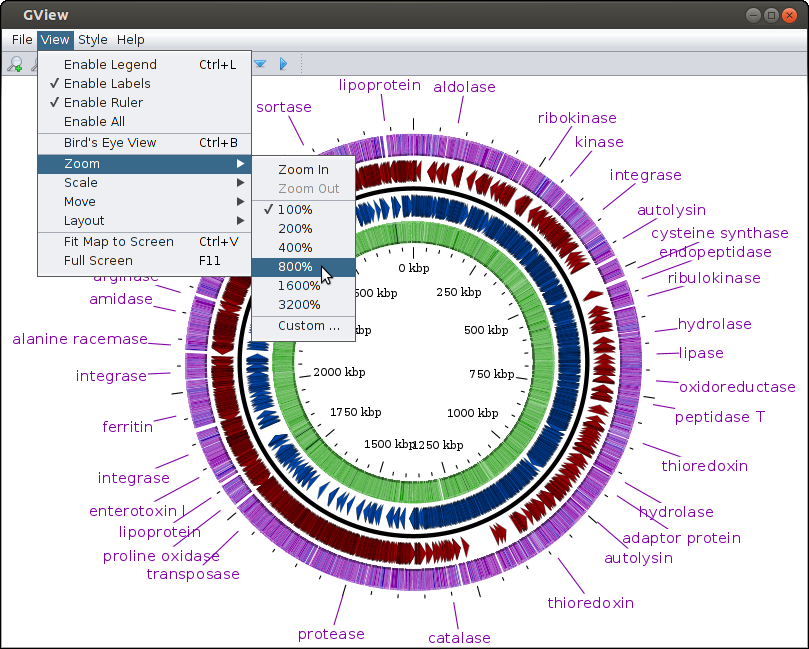 GView
File View Style Help
Enable Legend Ctrl+L
✓ Enable Labels
✓ Enable Ruler
Enable All
Bird's Eye View Ctrl+B
Zoom
Scale
Move
Layout
Fit Map to Screen Ctrl+V
Full Screen F11
Zoom In
Zoom Out
✓ 100%
200%
400%
800%
1600%
3200%
Custom ...
lipoprotein
aldolase
sortase
ribokinase
kinase
integrase
autolysin
cysteine synthase
endopeptidase
ribulokinase
hydrolase
lipase
oxidoreductase
peptidase T
thioredoxin
hydrolase
adaptor protein
autolysin
thioredoxin
catalase
protease
transposase
proline oxidase
lipoprotein
enterotoxin I
integrase
ferritin
integrase
alanine racemase
amidase
arginase
0 kbp
250 kbp
500 kbp
750 kbp
1000 kbp
1250 kbp
1500 kbp
1750 kbp
2000 kbp
kbp
500 kbp